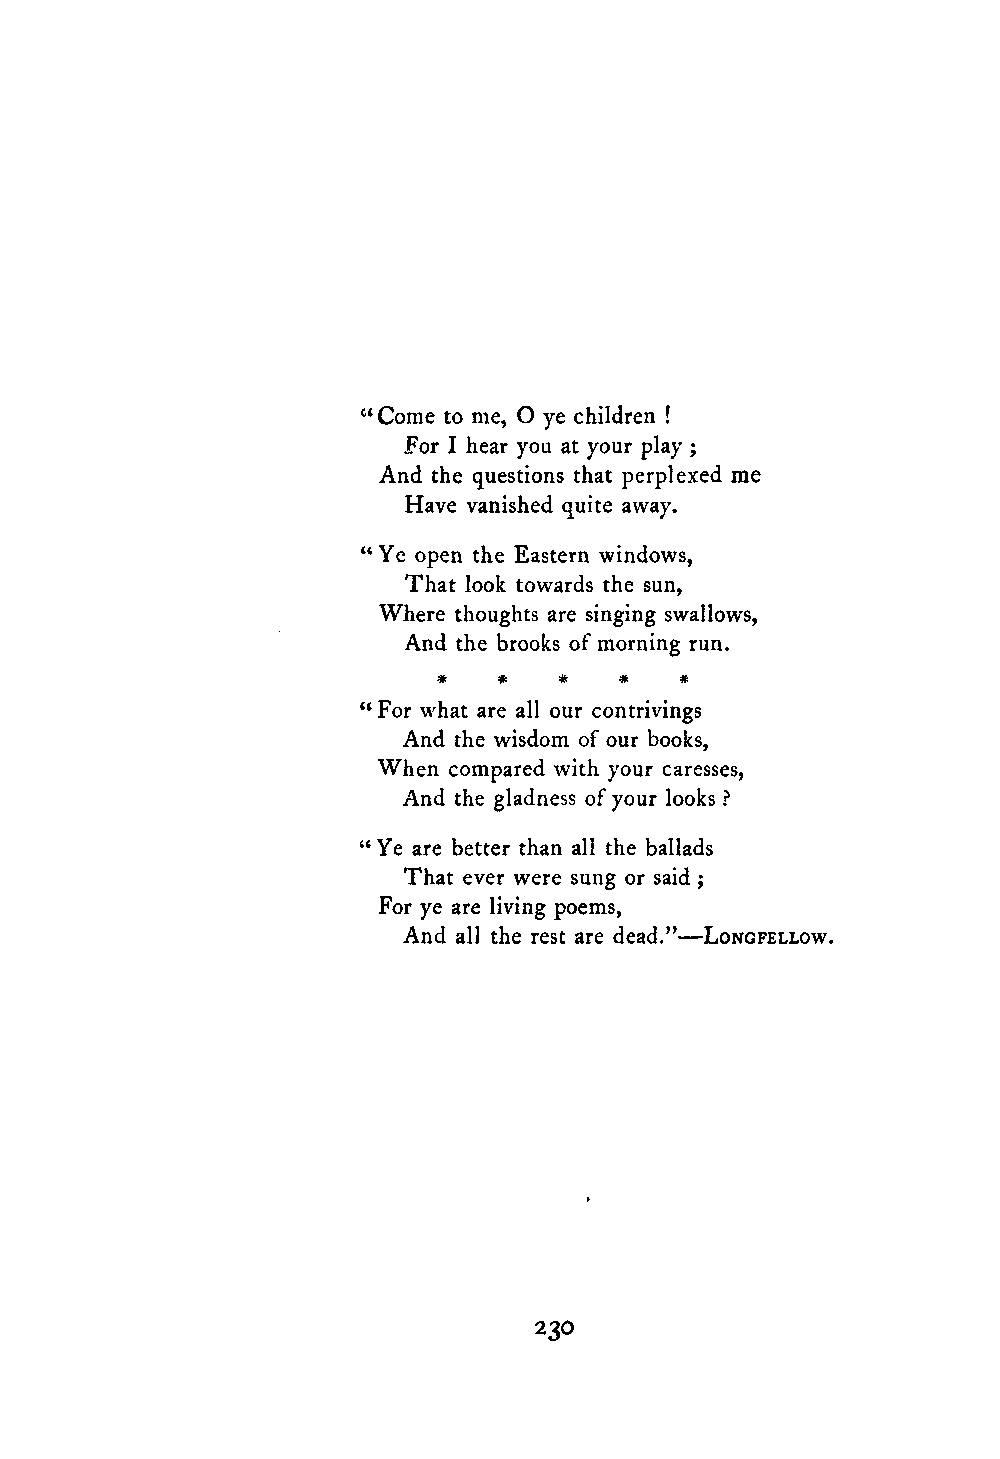 “Come to me, O ye children !
For I hear you at your play ;
And the questions that perplexed me
Have vanished quite away.
“Ye open the Eastern windows,
That look towards the sun,
Where thoughts are singing swallows,
And the brooks of morning run.
* * * * *
“For what are all our contrivings
And the wisdom of our books,
When compared with your caresses,
And the gladness of your looks ?
“Ye are better than all the ballads
That ever were sung or said ;
For ye are living poems,
And all the rest are dead.”—LONGFELLOW.
230